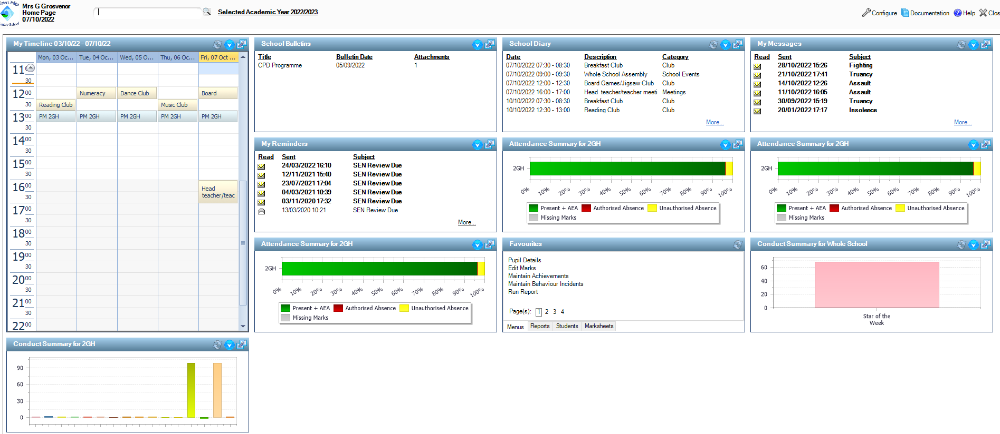 Waters Edge
Primary School
Mrs G Grosvenor
Home Page
07/10/2022
Selected Academic Year 2022/2023
Configure
Documentation
Help
Clos
My Timeline 03/10/22 - 07/10/22
Mon, 03 Oc...
Tue, 04 Oc...
Wed, 05 O...
Thu, 06 Oc...
Fri, 07 Oct ...
11
30
12 00
30
13 00
30
14 00
30
15 00
30
16 00
30
17 00
30
18 00
30
19 00
30
20 00
30
21 00
30
22 00
Numeracy
Dance Club
Board
Reading Club
Music Club
PM 2GH
PM 2GH
PM 2GH
PM 2GH
PM 2GH
Head
teacher/teac
School Bulletins
Title Bulletin Date Attachments
CPD Programme 05/09/2022 1
School Diary
Date Description Category
07/10/2022 07:30 - 08:30 Breakfast Club Club
07/10/2022 09:00 - 09:30 Whole School Assembly School Events
07/10/2022 12:00 - 12:30 Board Games/Jigsaw Club Club
07/10/2022 16:00 - 17:00 Head teacher/teacher meeti Meetings
10/10/2022 07:30 - 08:30 Breakfast Club Club
10/10/2022 12:30 - 13:00 Reading Club Club
More...
My Messages
Read Sent Subject
28/10/2022 15:26 Fighting
21/10/2022 17:41 Truancy
14/10/2022 12:26 Assault
11/10/2022 16:05 Assault
30/09/2022 15:19 Truancy
20/01/2022 17:17 Insolence
More...
My Reminders
Read Sent Subject
24/03/2022 16:10 SEN Review Due
12/11/2021 15:40 SEN Review Due
23/07/2021 17:04 SEN Review Due
04/03/2021 10:39 SEN Review Due
03/11/2020 17:32 SEN Review Due
13/03/2020 10:21 SEN Review Due
More...
Attendance Summary for 2GH
2GH
0% 10% 20% 30% 40% 50% 60% 70% 80% 90% 100%
Present + AEA Authorised Absence Unauthorised Absence
Missing Marks
Attendance Summary for 2GH
2GH
0% 10% 20% 30% 40% 50% 60% 70% 80% 90% 100%
Present + AEA Authorised Absence Unauthorised Absence
Missing Marks
Attendance Summary for 2GH
2GH
0% 10% 20% 30% 40% 50% 60% 70% 80% 90% 100%
Present + AEA Authorised Absence Unauthorised Absence
Missing Marks
Favourites
Pupil Details
Edit Marks
Maintain Achievements
Maintain Behaviour Incidents
Run Report
Page(s): 1 2 3 4
Menus Reports Students Marksheets
Conduct Summary for Whole School
60
40
20
0
Star of the
Week
Conduct Summary for 2GH
90
60
30
0